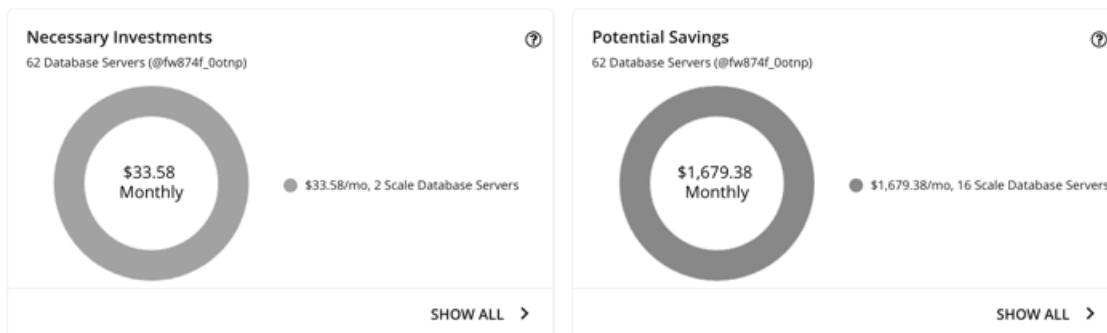 Necessary Investments
62 Database Servers (@fw874f_0otnp)
$33.58
Monthly
$33.58/mo, 2 Scale Database Servers
SHOW ALL
Potential Savings
62 Database Servers (@fw874f_0otnp)
$1,679.38
Monthly
$1,679.38/mo, 16 Scale Database Servers
SHOW ALL